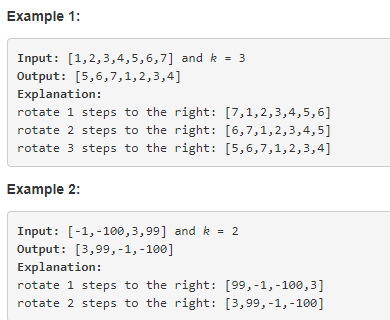 Example 1:
Input: [1,2,3,4,5,6,7] and k = 3
Output: [5,6,7,1,2,3,4]
Explanation:
rotate 1 steps to the right: [7,1,2,3,4,5,6]
rotate 2 steps to the right: [6,7,1,2,3,4,5]
rotate 3 steps to the right: [5,6,7,1,2,3,4]
Example 2:
Input: [-1,-100,3,99] and k = 2
Output: [3,99,-1,-100]
Explanation:
rotate 1 steps to the right: [99,-1,-100,3]
rotate 2 steps to the right: [3,99,-1,-100]